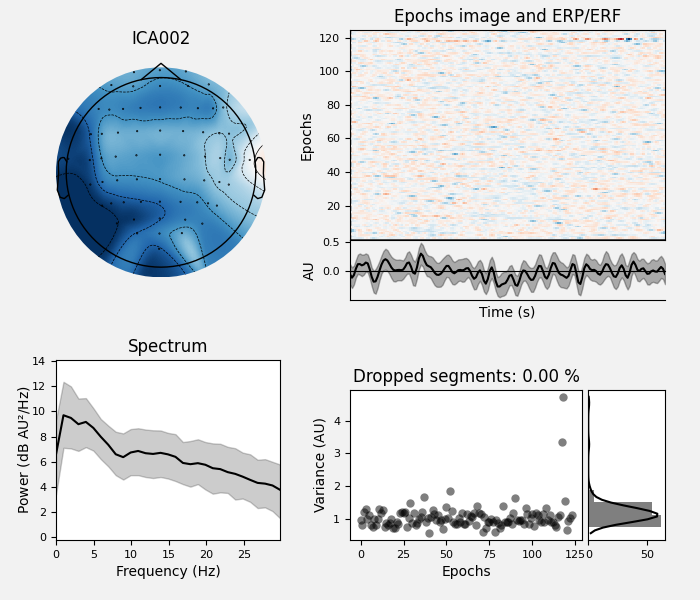 ICA002
Epochs image and ERP/ERF
120
100
80
60
40
20
Epochs
0.5
0.0
AU
Time (s)
Spectrum
14
12
10
8
6
4
2
0
Power (dB AU²/Hz)
0 5 10 15 20 25
Frequency (Hz)
Dropped segments: 0.00 %
4
3
2
1
Variance (AU)
0 25 50 75 100 125
Epochs
0 50